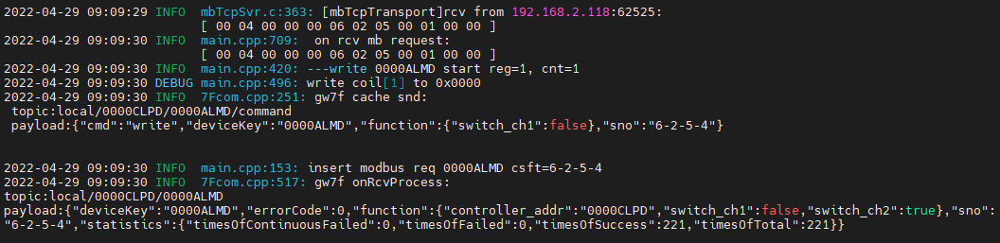 2022-04-29 09:09:29 INFO  mbTcpSvr.c:363: [mbTcpTransport]rcv from 192.168.2.118:62525:
[ 00 04 00 00 00 06 02 05 00 01 00 00 ]
2022-04-29 09:09:30 INFO  main.cpp:709:  on rcv mb request:
[ 00 04 00 00 00 06 02 05 00 01 00 00 ]
2022-04-29 09:09:30 INFO  main.cpp:420: ---write 0000ALMD start reg=1, cnt=1
2022-04-29 09:09:30 DEBUG main.cpp:496: write coil[1] to 0x0000
2022-04-29 09:09:30 INFO  7Fcom.cpp:251: gw7f cache snd:
topic:local/0000CLPD/0000ALMD/command
payload:{"cmd":"write","deviceKey":"0000ALMD","function":{"switch_ch1":false},"sno":"6-2-5-4"}
2022-04-29 09:09:30 INFO  main.cpp:153: insert modbus req 0000ALMD csft=6-2-5-4
2022-04-29 09:09:30 INFO  7Fcom.cpp:517: gw7f onRcvProcess:
topic:local/0000CLPD/0000ALMD
payload:{"deviceKey":"0000ALMD","errorCode":0,"function":{"controller_addr":"0000CLPD","switch_ch1":false,"switch_ch2":true},"sno":
"6-2-5-4","statistics":{"timesOfContinuousFailed":0,"timesOfFailed":0,"timesOfSuccess":221,"timesOfTotal":221}}